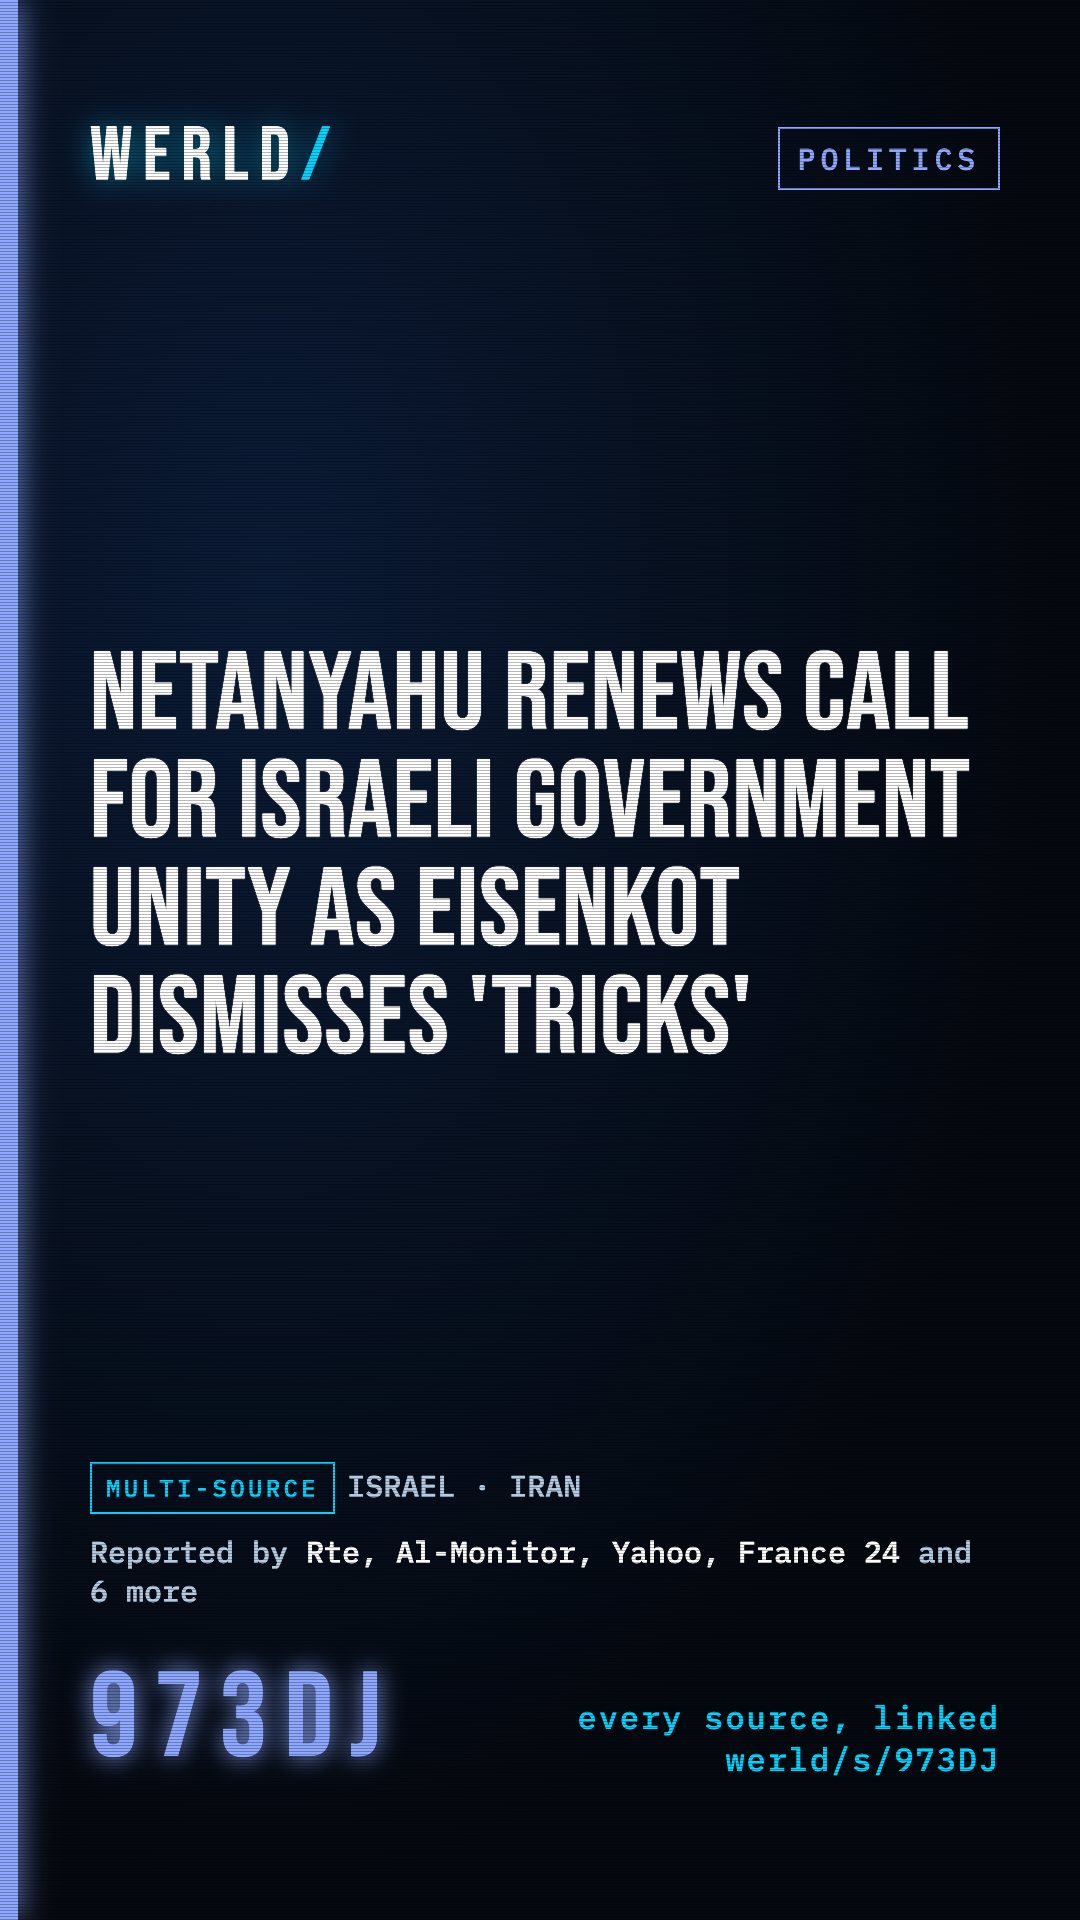 WERLD/
POLITICS
NETANYAHU RENEWS CALL
FOR ISRAELI GOVERNMENT
UNITY AS EISENKOT
DISMISSES 'TRICKS'
MULTI-SOURCE ISRAEL · IRAN
Reported by Rte, Al-Monitor, Yahoo, France 24 and
6 more
973DJ
every source, linked
werld/s/973DJ